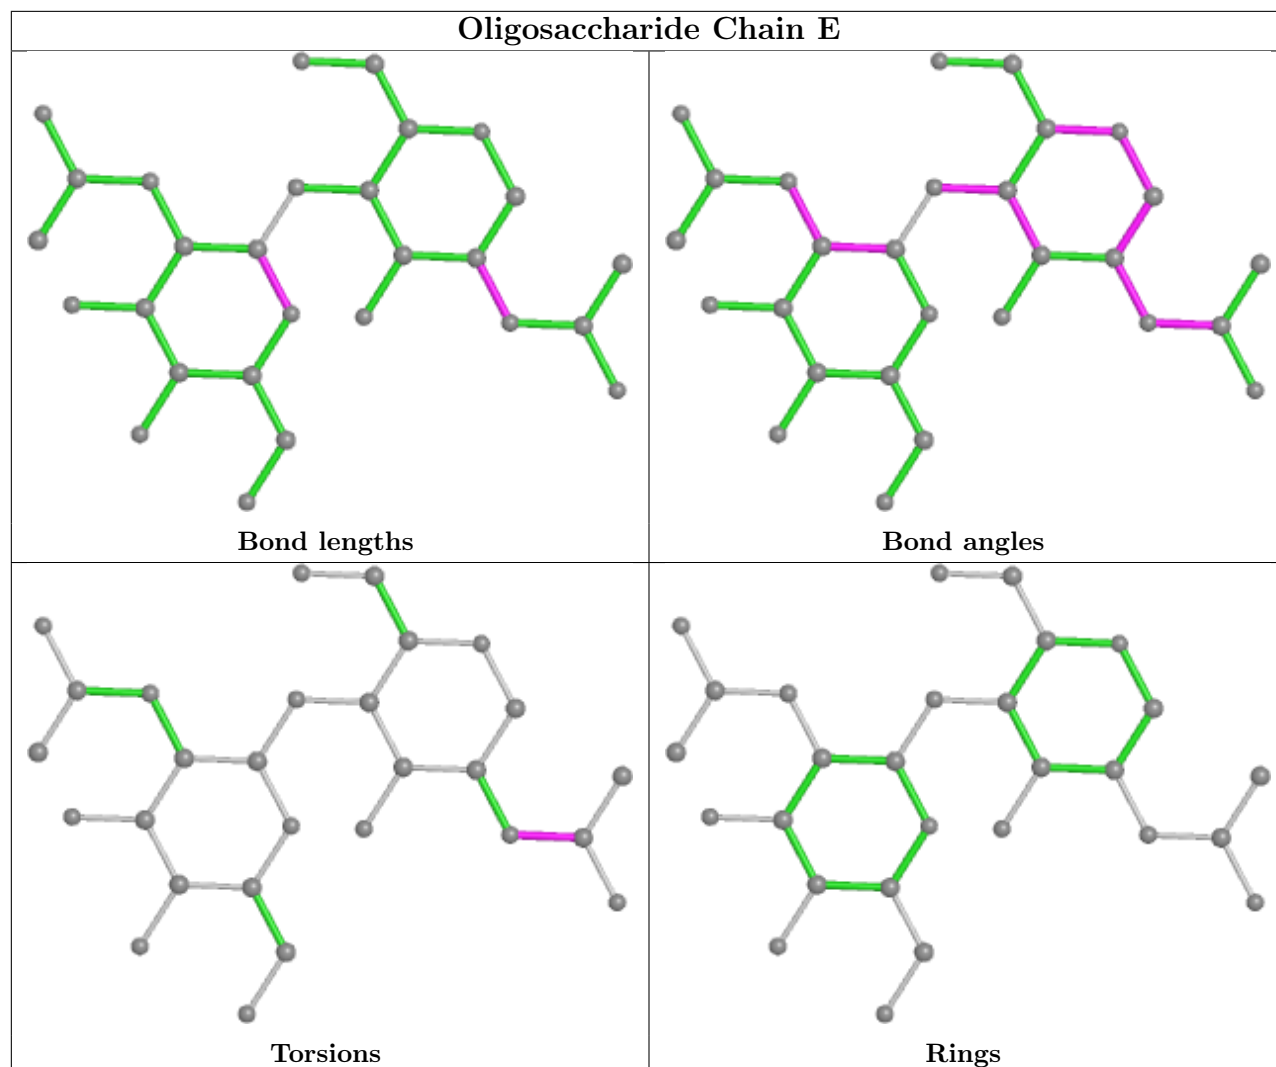 Oligosaccharide Chain E
Bond lengths
Bond angles
Torsions
Rings